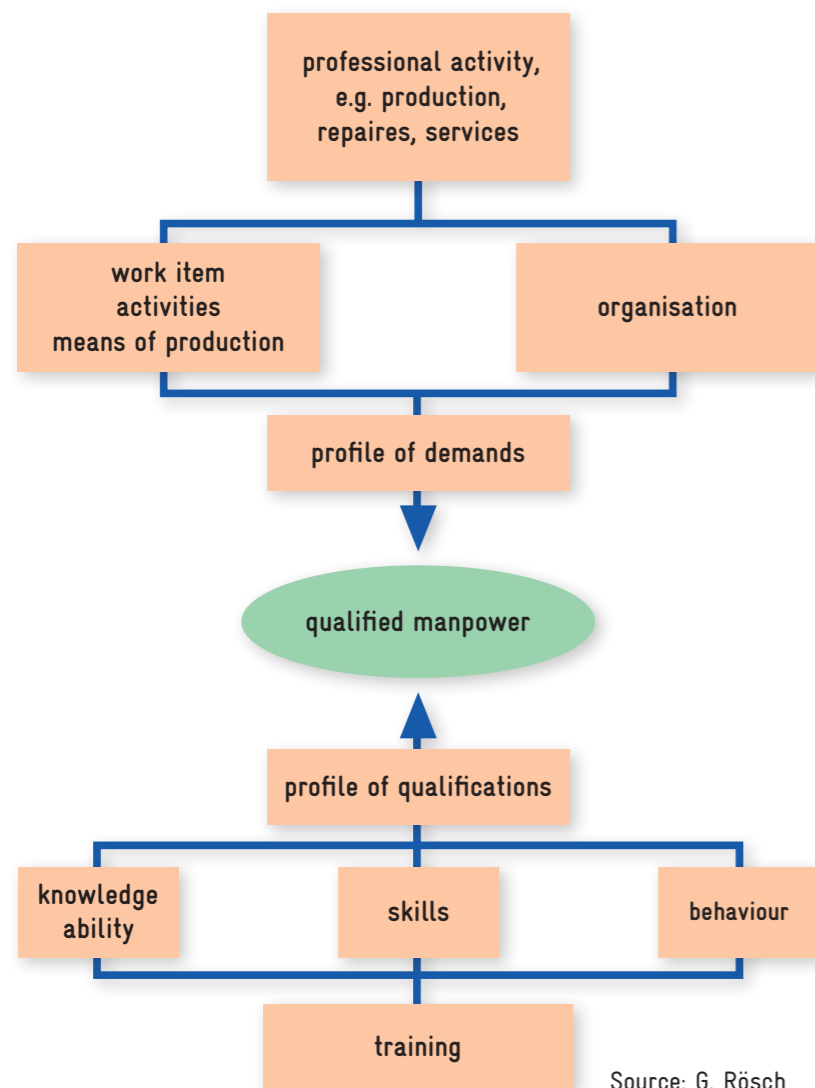 professional activity,
e.g. production,
repaires, services
work item
activities
means of production
organisation
profile of demands
qualified manpower
profile of qualifications
knowledge
ability
skills
behaviour
training
Source: G. Rösch